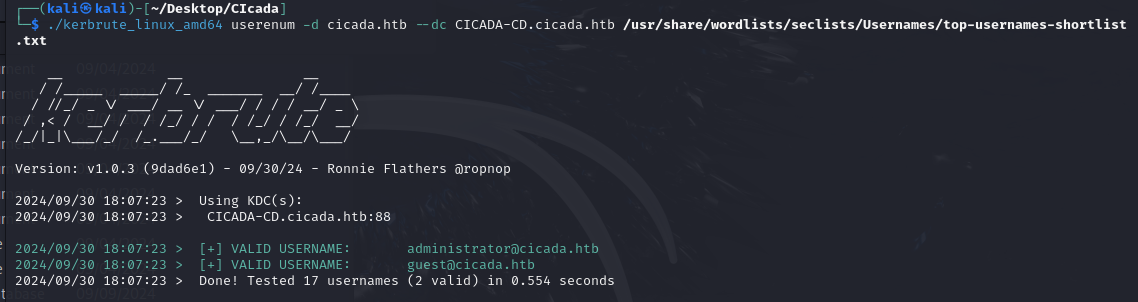 ┌──(kali㉿kali)-[~/Desktop/CIcada]
└─$ ./kerbrute_linux_amd64 userenum -d cicada.htb --dc CICADA-CD.cicada.htb /usr/share/wordlists/seclists/Usernames/top-usernames-shortlist
.txt
    __             __               __
   / /_____  _____/ /_  _______  __/ /____
  / //_/ _ \/ ___/ __ \/ ___/ / / / __/ _ \
 / ,< /  __/ /  / /_/ / /  / /_/ / /_/  __/
/_/|_|\___/_/  /_.___/_/   \__,_/\__/\___/
Version: v1.0.3 (9dad6e1) - 09/30/24 - Ronnie Flathers @ropnop
2024/09/30 18:07:23 >  Using KDC(s):
2024/09/30 18:07:23 >   CICADA-CD.cicada.htb:88
2024/09/30 18:07:23 >  [+] VALID USERNAME:       administrator@cicada.htb
2024/09/30 18:07:23 >  [+] VALID USERNAME:       guest@cicada.htb
2024/09/30 18:07:23 >  Done! Tested 17 usernames (2 valid) in 0.554 seconds